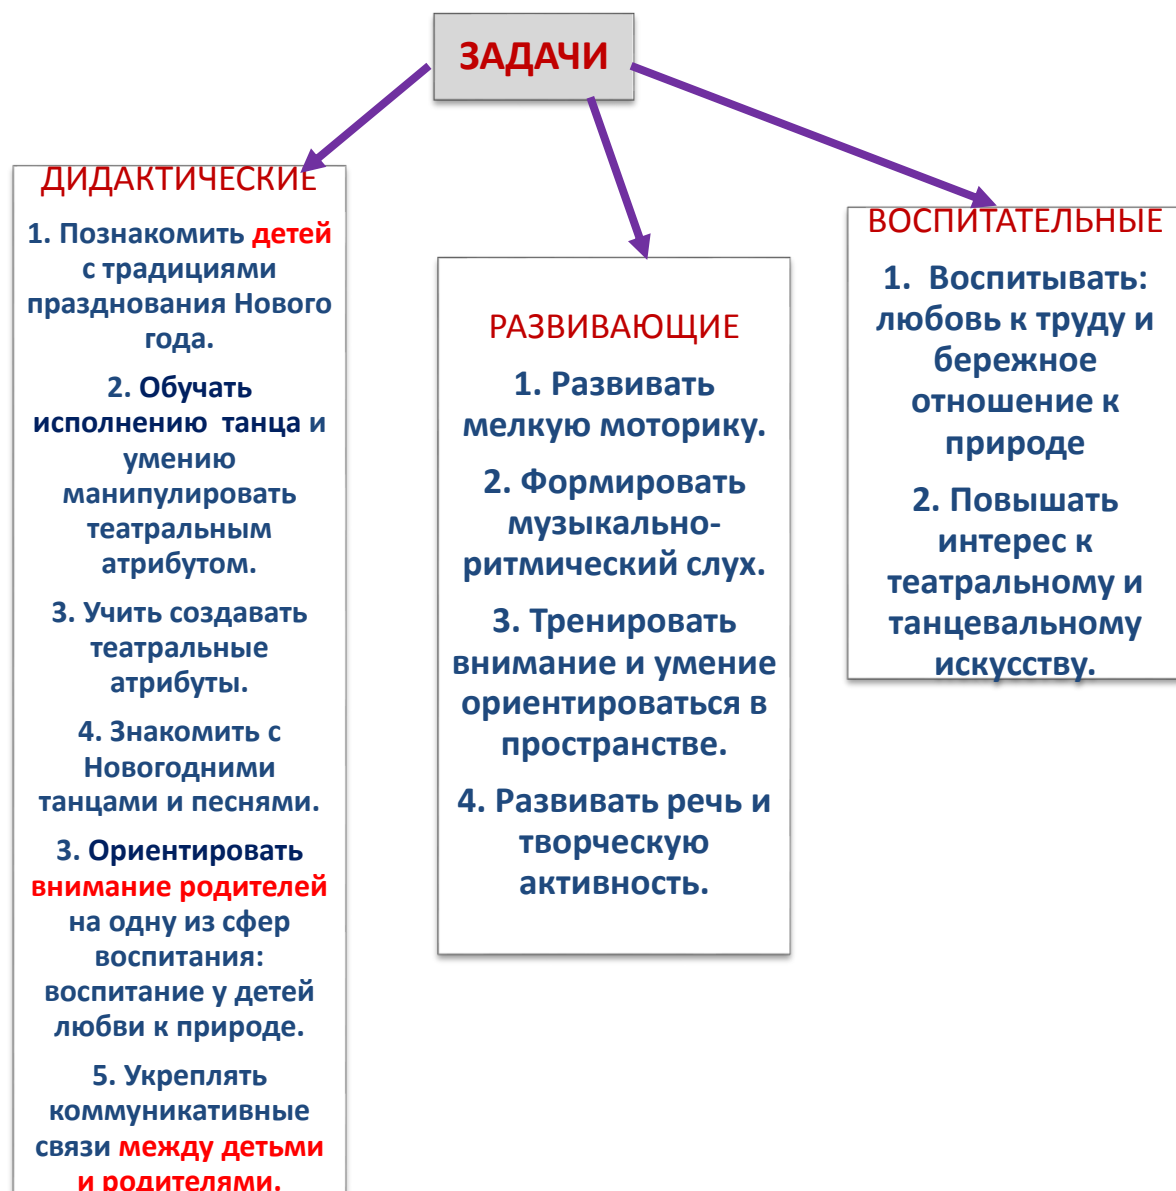 ЗАДАЧИ
ДИДАКТИЧЕСКИЕ
1. Познакомить детей
с традициями
празднования Нового
года.
2. Обучать
исполнению танца и
умению
манипулировать
театральным
атрибутом.
3. Учить создавать
театральные
атрибуты.
4. Знакомить с
Новогодними
танцами и песнями.
3. Ориентировать
внимание родителей
на одну из сфер
воспитания:
воспитание у детей
любви к природе.
5. Укреплять
коммуникативные
связи между детьми
и родителями.
РАЗВИВАЮЩИЕ
1. Развивать
мелкую моторику.
2. Формировать
музыкально-
ритмический слух.
3. Тренировать
внимание и умение
ориентироваться в
пространстве.
4. Развивать речь и
творческую
активность.
ВОСПИТАТЕЛЬНЫЕ
1. Воспитывать:
любовь к труду и
бережное
отношение к
природе
2. Повышать
интерес к
театральному и
танцевальному
искусству.